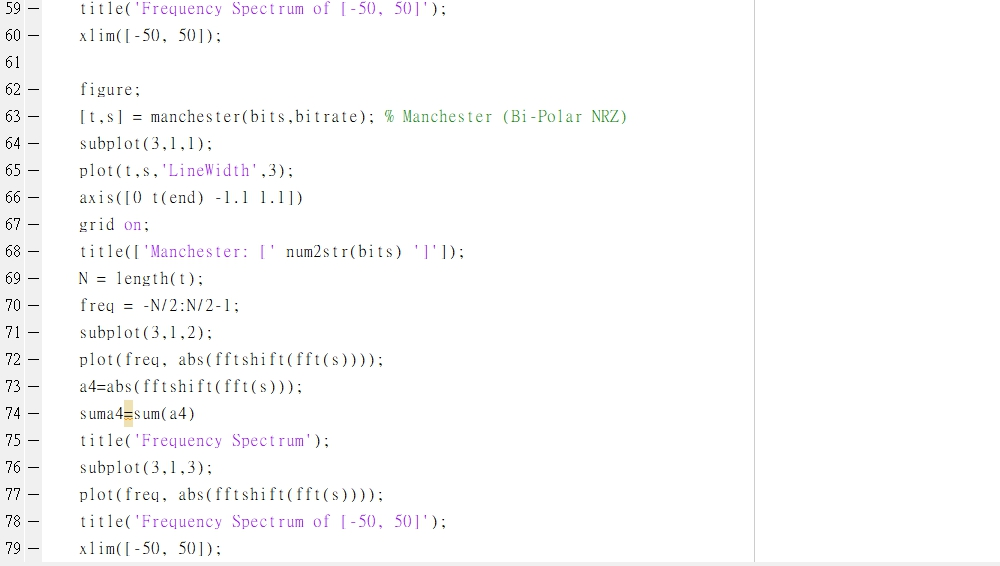 59 – title('Frequency Spectrum of [-50, 50]');
60 – xlim([-50, 50]);
61
62 – figure;
63 – [t,s] = manchester(bits,bitrate); % Manchester (Bi-Polar NRZ)
64 – subplot(3,1,1);
65 – plot(t,s,'LineWidth',3);
66 – axis([0 t(end) -1.1 1.1])
67 – grid on;
68 – title(['Manchester: [' num2str(bits) ']']);
69 – N = length(t);
70 – freq = -N/2:N/2-1;
71 – subplot(3,1,2);
72 – plot(freq, abs(fftshift(fft(s))));
73 – a4=abs(fftshift(fft(s)));
74 – suma4=sum(a4)
75 – title('Frequency Spectrum');
76 – subplot(3,1,3);
77 – plot(freq, abs(fftshift(fft(s))));
78 – title('Frequency Spectrum of [-50, 50]');
79 – xlim([-50, 50]);